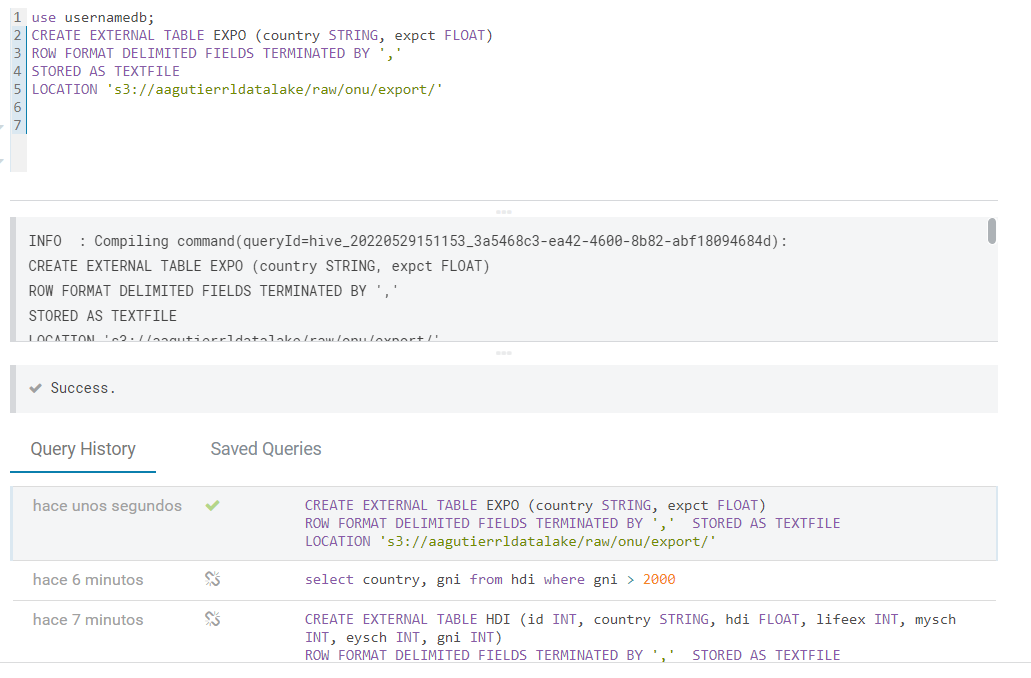 1 use usernamedb;
2 CREATE EXTERNAL TABLE EXPO (country STRING, expct FLOAT)
3 ROW FORMAT DELIMITED FIELDS TERMINATED BY ','
4 STORED AS TEXTFILE
5 LOCATION 's3://aagutierrldatalake/raw/onu/export/'
6
7
INFO  : Compiling command(queryId=hive_20220529151153_3a5468c3-ea42-4600-8b82-abf18094684d):
CREATE EXTERNAL TABLE EXPO (country STRING, expct FLOAT)
ROW FORMAT DELIMITED FIELDS TERMINATED BY ','
STORED AS TEXTFILE
LOCATION 's3://aagutierrldatalake/raw/onu/export/'
Success.
Query History Saved Queries
hace unos segundos CREATE EXTERNAL TABLE EXPO (country STRING, expct FLOAT)
ROW FORMAT DELIMITED FIELDS TERMINATED BY ','  STORED AS TEXTFILE
LOCATION 's3://aagutierrldatalake/raw/onu/export/'
hace 6 minutos select country, gni from hdi where gni > 2000
hace 7 minutos CREATE EXTERNAL TABLE HDI (id INT, country STRING, hdi FLOAT, lifeex INT, mysch
INT, eysch INT, gni INT)
ROW FORMAT DELIMITED FIELDS TERMINATED BY ','  STORED AS TEXTFILE